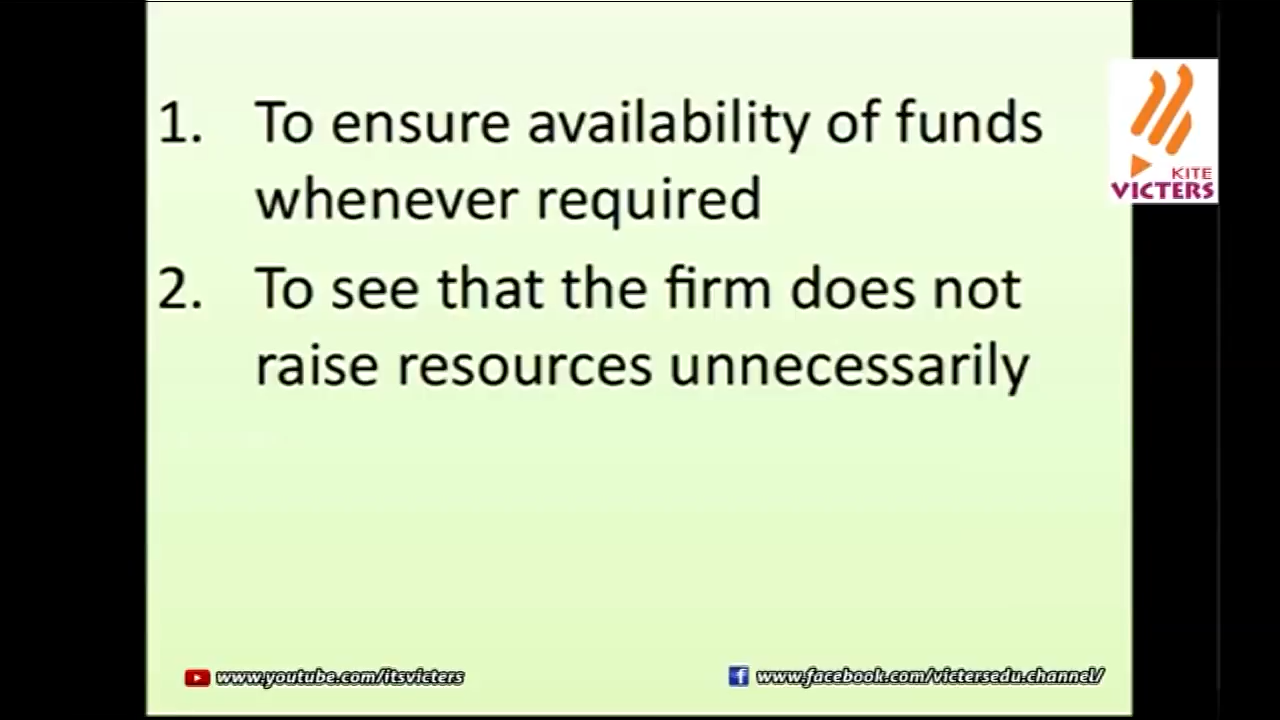 1. To ensure availability of funds
whenever required
2. To see that the firm does not
raise resources unnecessarily
KITE
VICTERS
www.youtube.com/itsvicters
www.facebook.com/victersedu.channel/